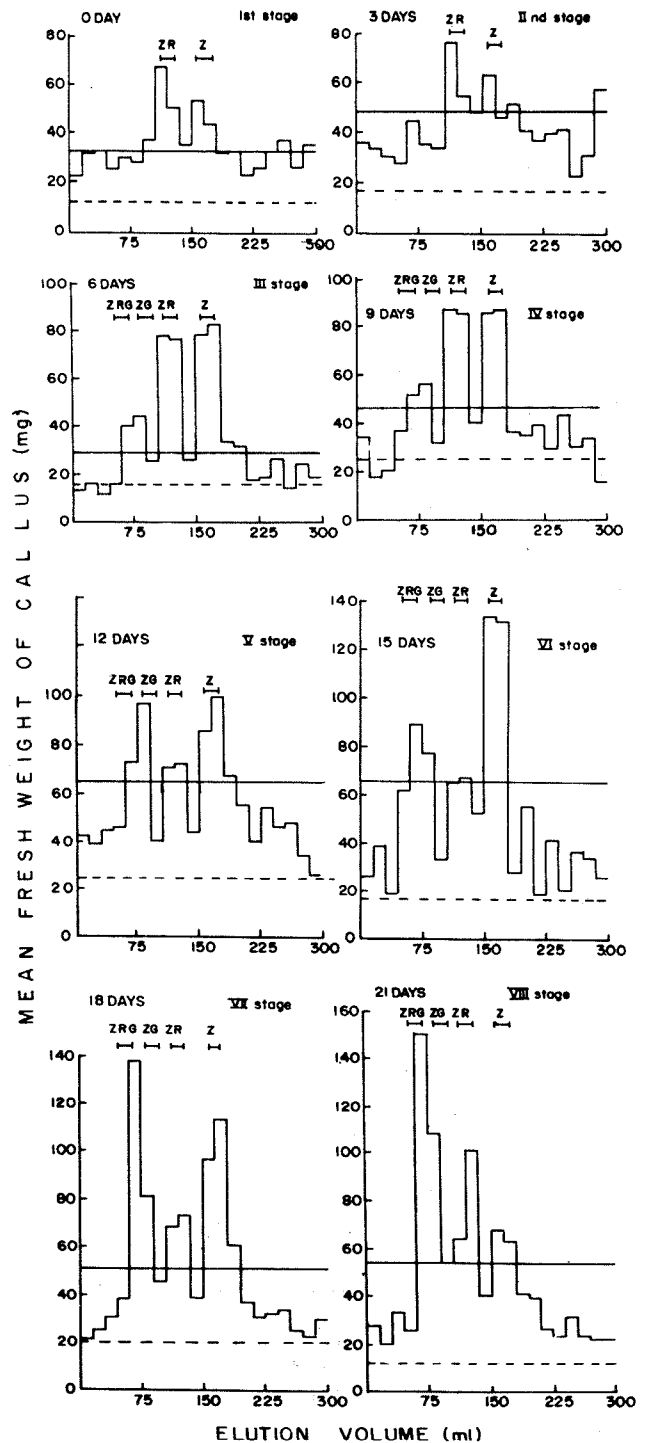 0 DAY 1st stage
ZR Z
80
60
40
20
0
75 150 225 300
3 DAYS IInd stage
ZR Z
80
60
40
20
0
75 150 225 300
6 DAYS III stage
ZRG ZG ZR Z
100
80
60
40
20
0
75 150 225 300
9 DAYS IV stage
ZRG ZG ZR Z
100
80
60
40
20
0
75 150 225 300
12 DAYS V stage
ZRG ZG ZR Z
100
80
60
40
20
0
75 150 225 300
15 DAYS VI stage
ZRG ZG ZR Z
140
120
100
80
60
40
20
0
75 150 225 300
18 DAYS VII stage
ZRG ZG ZR Z
140
120
100
80
60
40
20
0
75 150 225 300
21 DAYS VIII stage
ZRG ZG ZR Z
160
140
120
100
80
60
40
20
0
75 150 225 300
MEAN FRESH WEIGHT OF CALLUS (mg)
ELUTION VOLUME (ml)